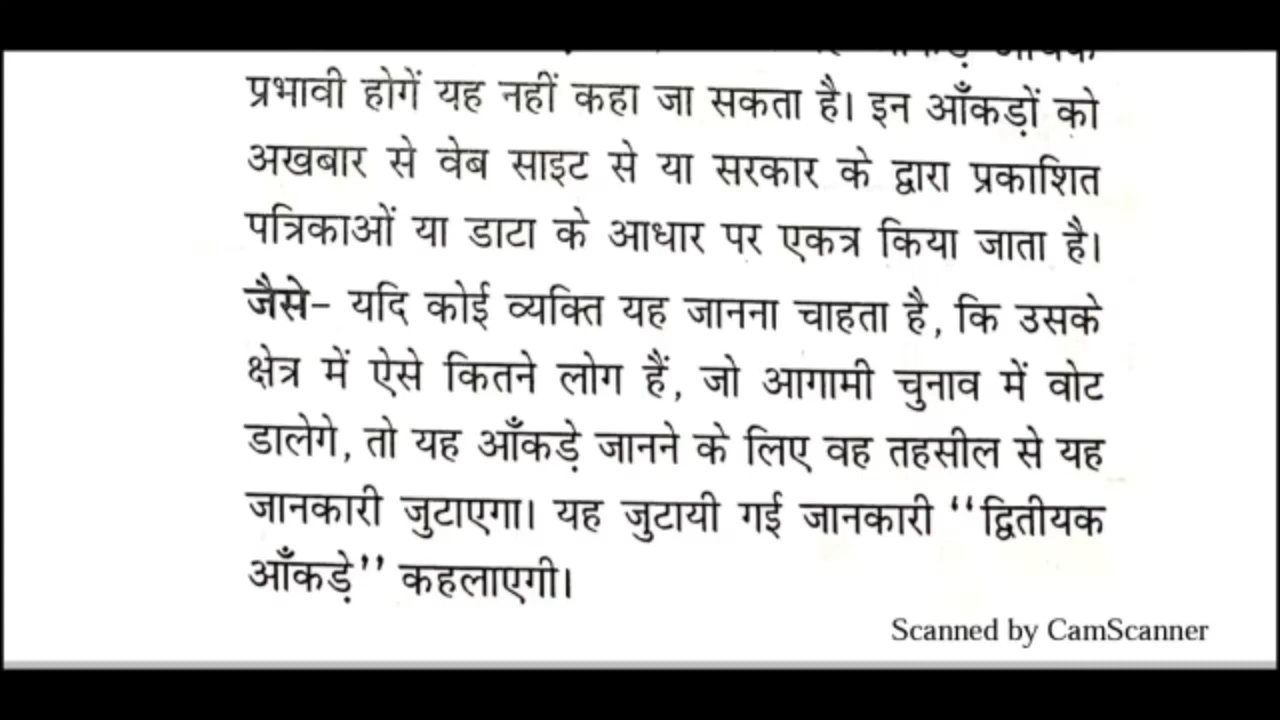 प्रभावी होगें यह नहीं कहा जा सकता है। इन आँकड़ों को
अखबार से वेब साइट से या सरकार के द्वारा प्रकाशित
पत्रिकाओं या डाटा के आधार पर एकत्र किया जाता है।
जैसे– यदि कोई व्यक्ति यह जानना चाहता है, कि उसके
क्षेत्र में ऐसे कितने लोग हैं, जो आगामी चुनाव में वोट
डालेगे, तो यह आँकड़े जानने के लिए वह तहसील से यह
जानकारी जुटाएगा। यह जुटायी गई जानकारी ‘‘द्वितीयक
आँकड़े’’ कहलाएगी।
Scanned by CamScanner